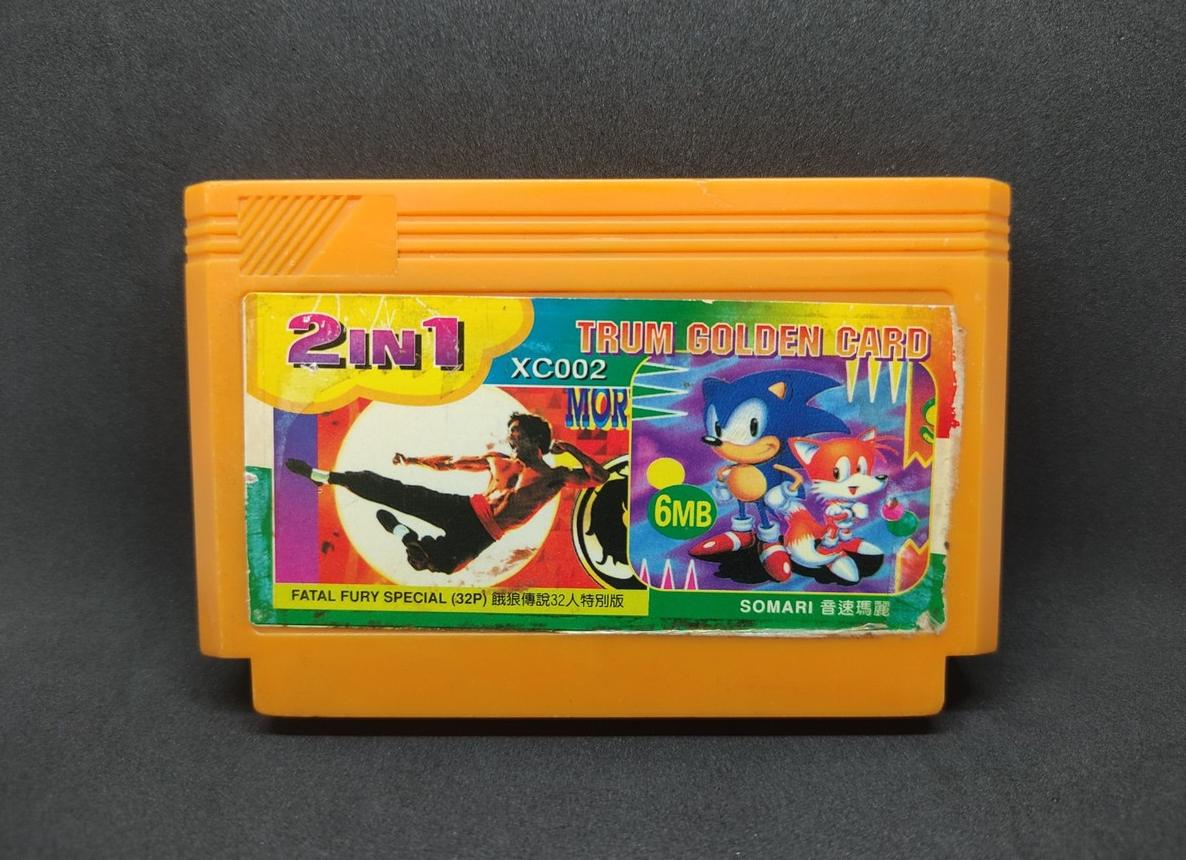 2IN1
TRUM GOLDEN CARD
XC002
MOR
6MB
FATAL FURY SPECIAL (32P) 餓狼傳說32人特別版
SOMARI 音速瑪麗